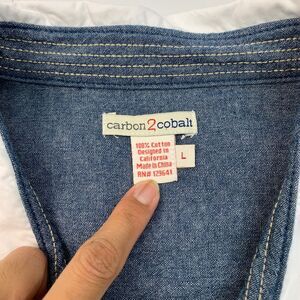 carbon2cobalt
100% Cotton
Designed in
California
Made in China
RN# 129641
L